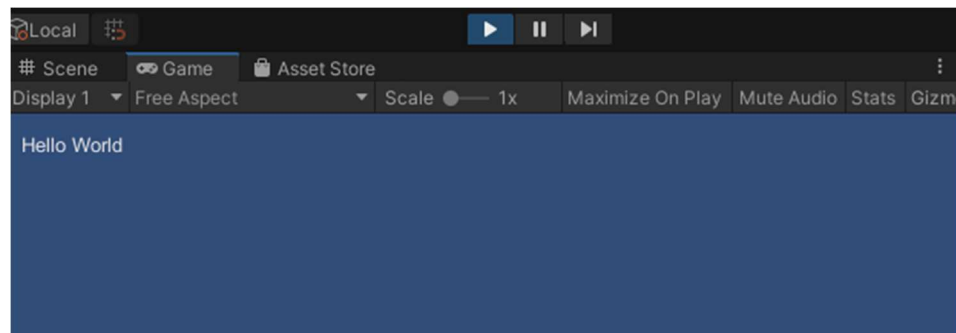 Local
# Scene Game Asset Store
Display 1 Free Aspect Scale 1x Maximize On Play Mute Audio Stats Gizm
Hello World